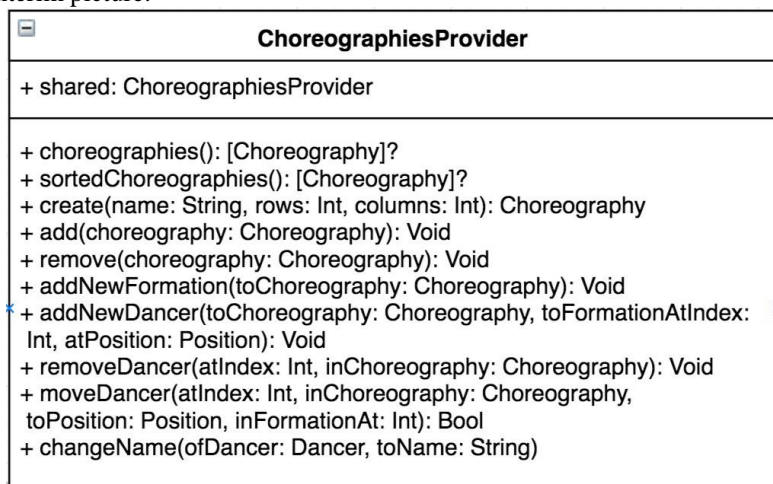 ChoreographiesProvider
+ shared: ChoreographiesProvider
+ choreographies(): [Choreography]?
+ sortedChoreographies(): [Choreography]?
+ create(name: String, rows: Int, columns: Int): Choreography
+ add(choreography: Choreography): Void
+ remove(choreography: Choreography): Void
+ addNewFormation(toChoreography: Choreography): Void
+ addNewDancer(toChoreography: Choreography, toFormationAtIndex:
Int, atPosition: Position): Void
+ removeDancer(atIndex: Int, inChoreography: Choreography): Void
+ moveDancer(atIndex: Int, inChoreography: Choreography,
toPosition: Position, inFormationAt: Int): Bool
+ changeName(ofDancer: Dancer, toName: String)